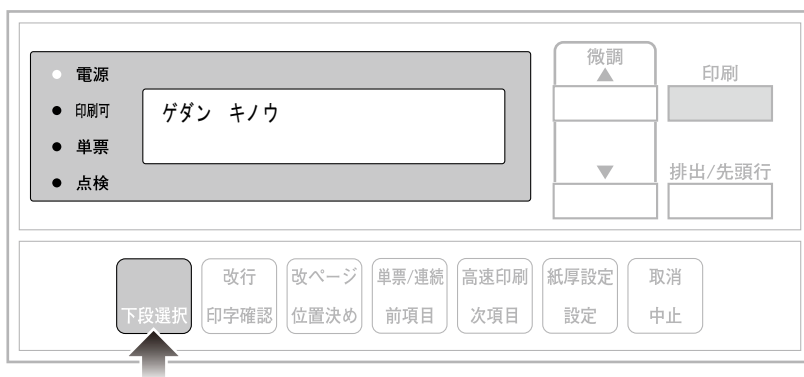 電源
印刷可
単票
点検
ゲダン キノウ
微調
▲
▼
印刷
排出/先頭行
下段選択
改行
印字確認
改ページ
位置決め
単票/連続
前項目
高速印刷
次項目
紙厚設定
設定
取消
中止